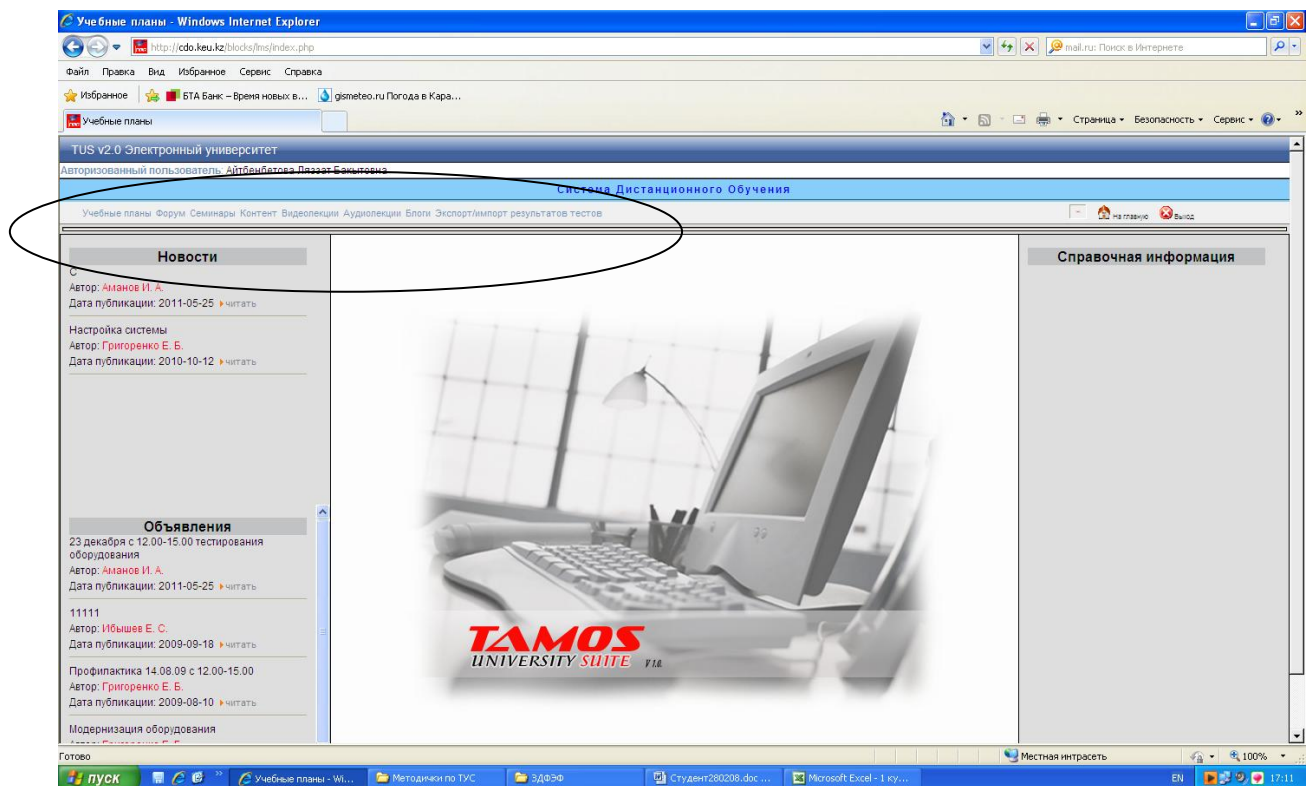 Учебные планы - Windows Internet Explorer
http://cdo.keu.kz/blocks/lms/index.php
mail.ru: Поиск в Интернете
Файл Правка Вид Избранное Сервис Справка
Избранное БТА Банк – Время новых в... gismeteo.ru Погода в Кара...
Учебные планы
Страница Безопасность Сервис
TUS v2.0 Электронный университет
Авторизованный пользователь: Айтбенбетова Ляззат Бакытовна
Система Дистанционного Обучения
Учебные планы Форум Семинары Контент Видеолекции Аудиолекции Блоги Экспорт/импорт результатов тестов
На главную Выход
Новости
С
Автор: Аманов И. А.
Дата публикации: 2011-05-25 читать
Настройка системы
Автор: Григоренко Е. Б.
Дата публикации: 2010-10-12 читать
Объявления
23 декабря с 12.00-15.00 тестирования
оборудования
Автор: Аманов И. А.
Дата публикации: 2011-05-25 читать
11111
Автор: Ибышев Е. С.
Дата публикации: 2009-09-18 читать
Профилактика 14.08.09 с 12.00-15.00
Автор: Григоренко Е. Б.
Дата публикации: 2009-08-10 читать
Модернизация оборудования
Справочная информация
TAMOS
UNIVERSITY SUITE
Готово
Местная интрасеть
100%
пуск
Учебные планы - Wi...
Методички по ТУС
ЗДФЭФ
Студент280208.doc ...
Microsoft Excel - 1 ку...
EN
17:11